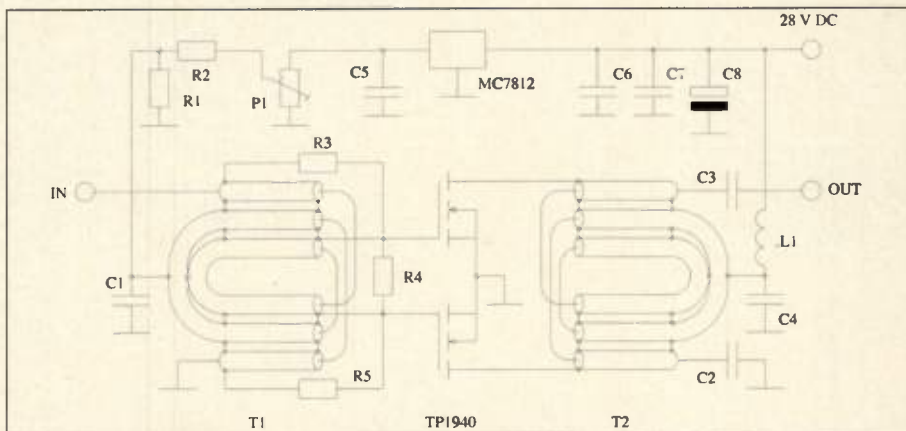 28 V DC
R2
R1
P1
C5
MC7812
C6
C7
C8
R3
IN
C3
OUT
L1
R4
C1
C4
R5
C2
T1
TP1940
T2